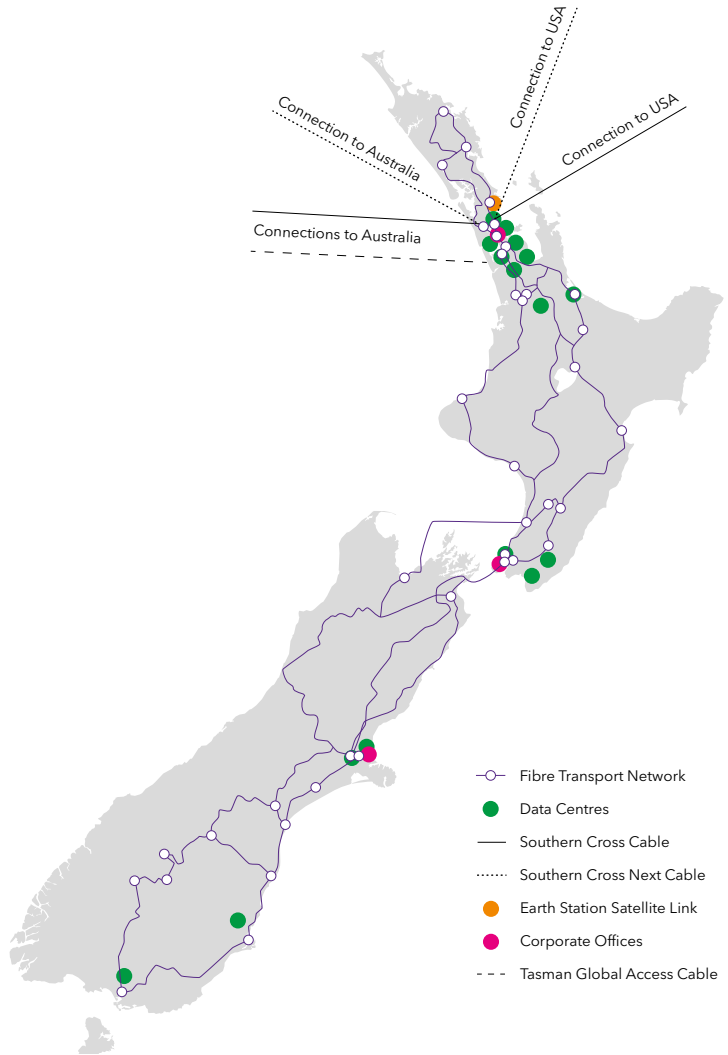 Connection to USA
Connection to USA
Connection to Australia
Connections to Australia
Fibre Transport Network
Data Centres
Southern Cross Cable
Southern Cross Next Cable
Earth Station Satellite Link
Corporate Offices
Tasman Global Access Cable